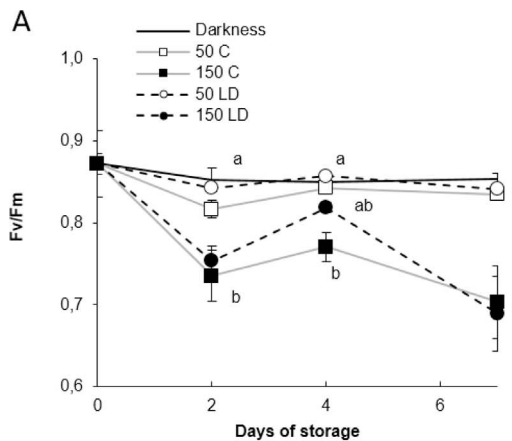 A
Darkness
50 C
150 C
50 LD
150 LD
1,0
0,9
0,8
0,7
0,6
Fv/Fm
a
a
ab
b
b
0
2
4
6
Days of storage